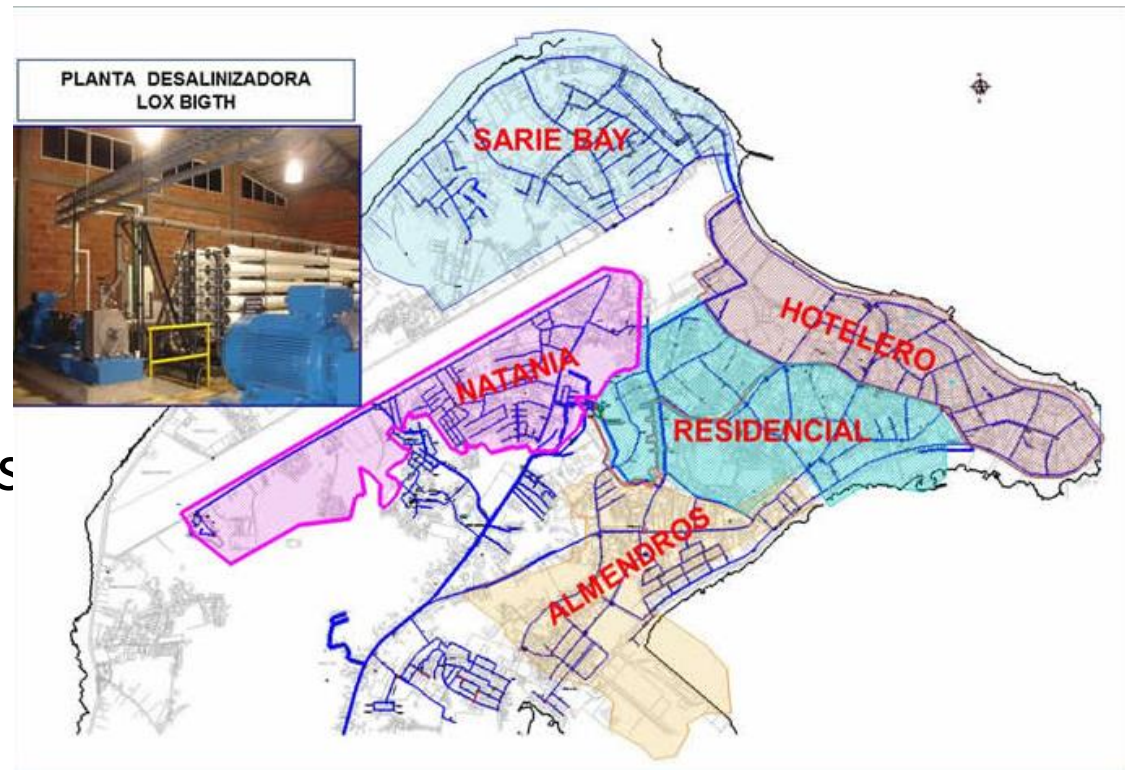 PLANTA DESALINIZADORA
LOX BIGTH
SARIE BAY
HOTELERO
NATANIA
RESIDENCIAL
S
ALMENDROS